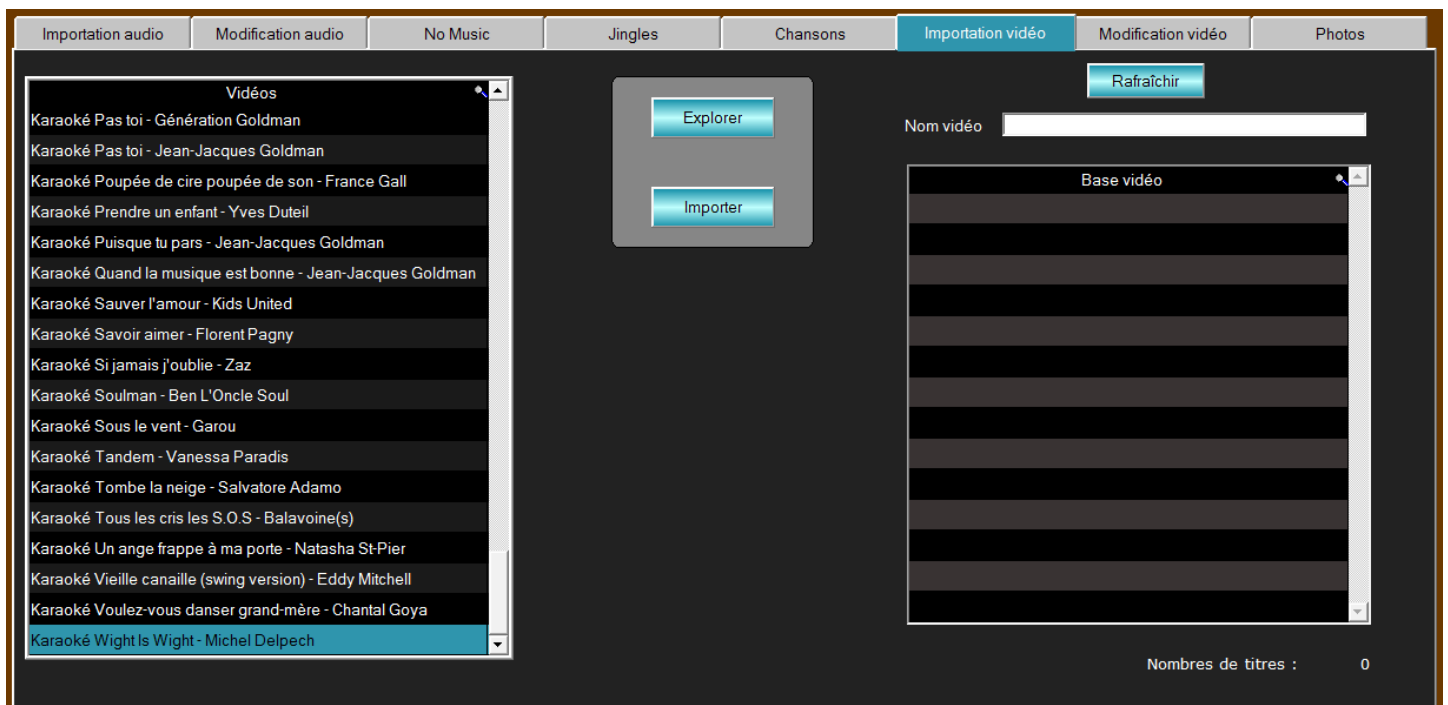 Importation audio Modification audio No Music Jingles Chansons Importation vidéo Modification vidéo Photos
Rafraîchir
Vidéos
Explorer
Nom vidéo
Karaoké Pas toi - Génération Goldman
Karaoké Pas toi - Jean-Jacques Goldman
Karaoké Poupée de cire poupée de son - France Gall
Base vidéo
Karaoké Prendre un enfant - Yves Duteil
Importer
Karaoké Puisque tu pars - Jean-Jacques Goldman
Karaoké Quand la musique est bonne - Jean-Jacques Goldman
Karaoké Sauver l'amour - Kids United
Karaoké Savoir aimer - Florent Pagny
Karaoké Si jamais j'oublie - Zaz
Karaoké Soulman - Ben L'Oncle Soul
Karaoké Sous le vent - Garou
Karaoké Tandem - Vanessa Paradis
Karaoké Tombe la neige - Salvatore Adamo
Karaoké Tous les cris les S.O.S - Balavoine(s)
Karaoké Un ange frappe à ma porte - Natasha St-Pier
Karaoké Vieille canaille (swing version) - Eddy Mitchell
Karaoké Voulez-vous danser grand-mère - Chantal Goya
Karaoké Wight Is Wight - Michel Delpech
Nombres de titres : 0